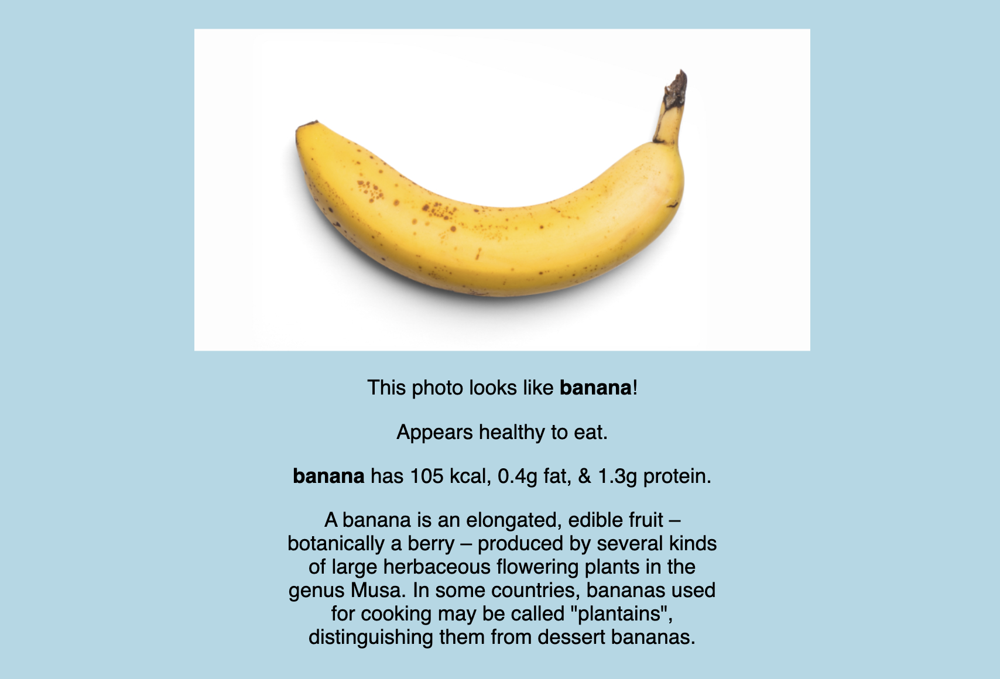 This photo looks like banana!
Appears healthy to eat.
banana has 105 kcal, 0.4g fat, & 1.3g protein.
A banana is an elongated, edible fruit –
botanically a berry – produced by several kinds
of large herbaceous flowering plants in the
genus Musa. In some countries, bananas used
for cooking may be called "plantains",
distinguishing them from dessert bananas.